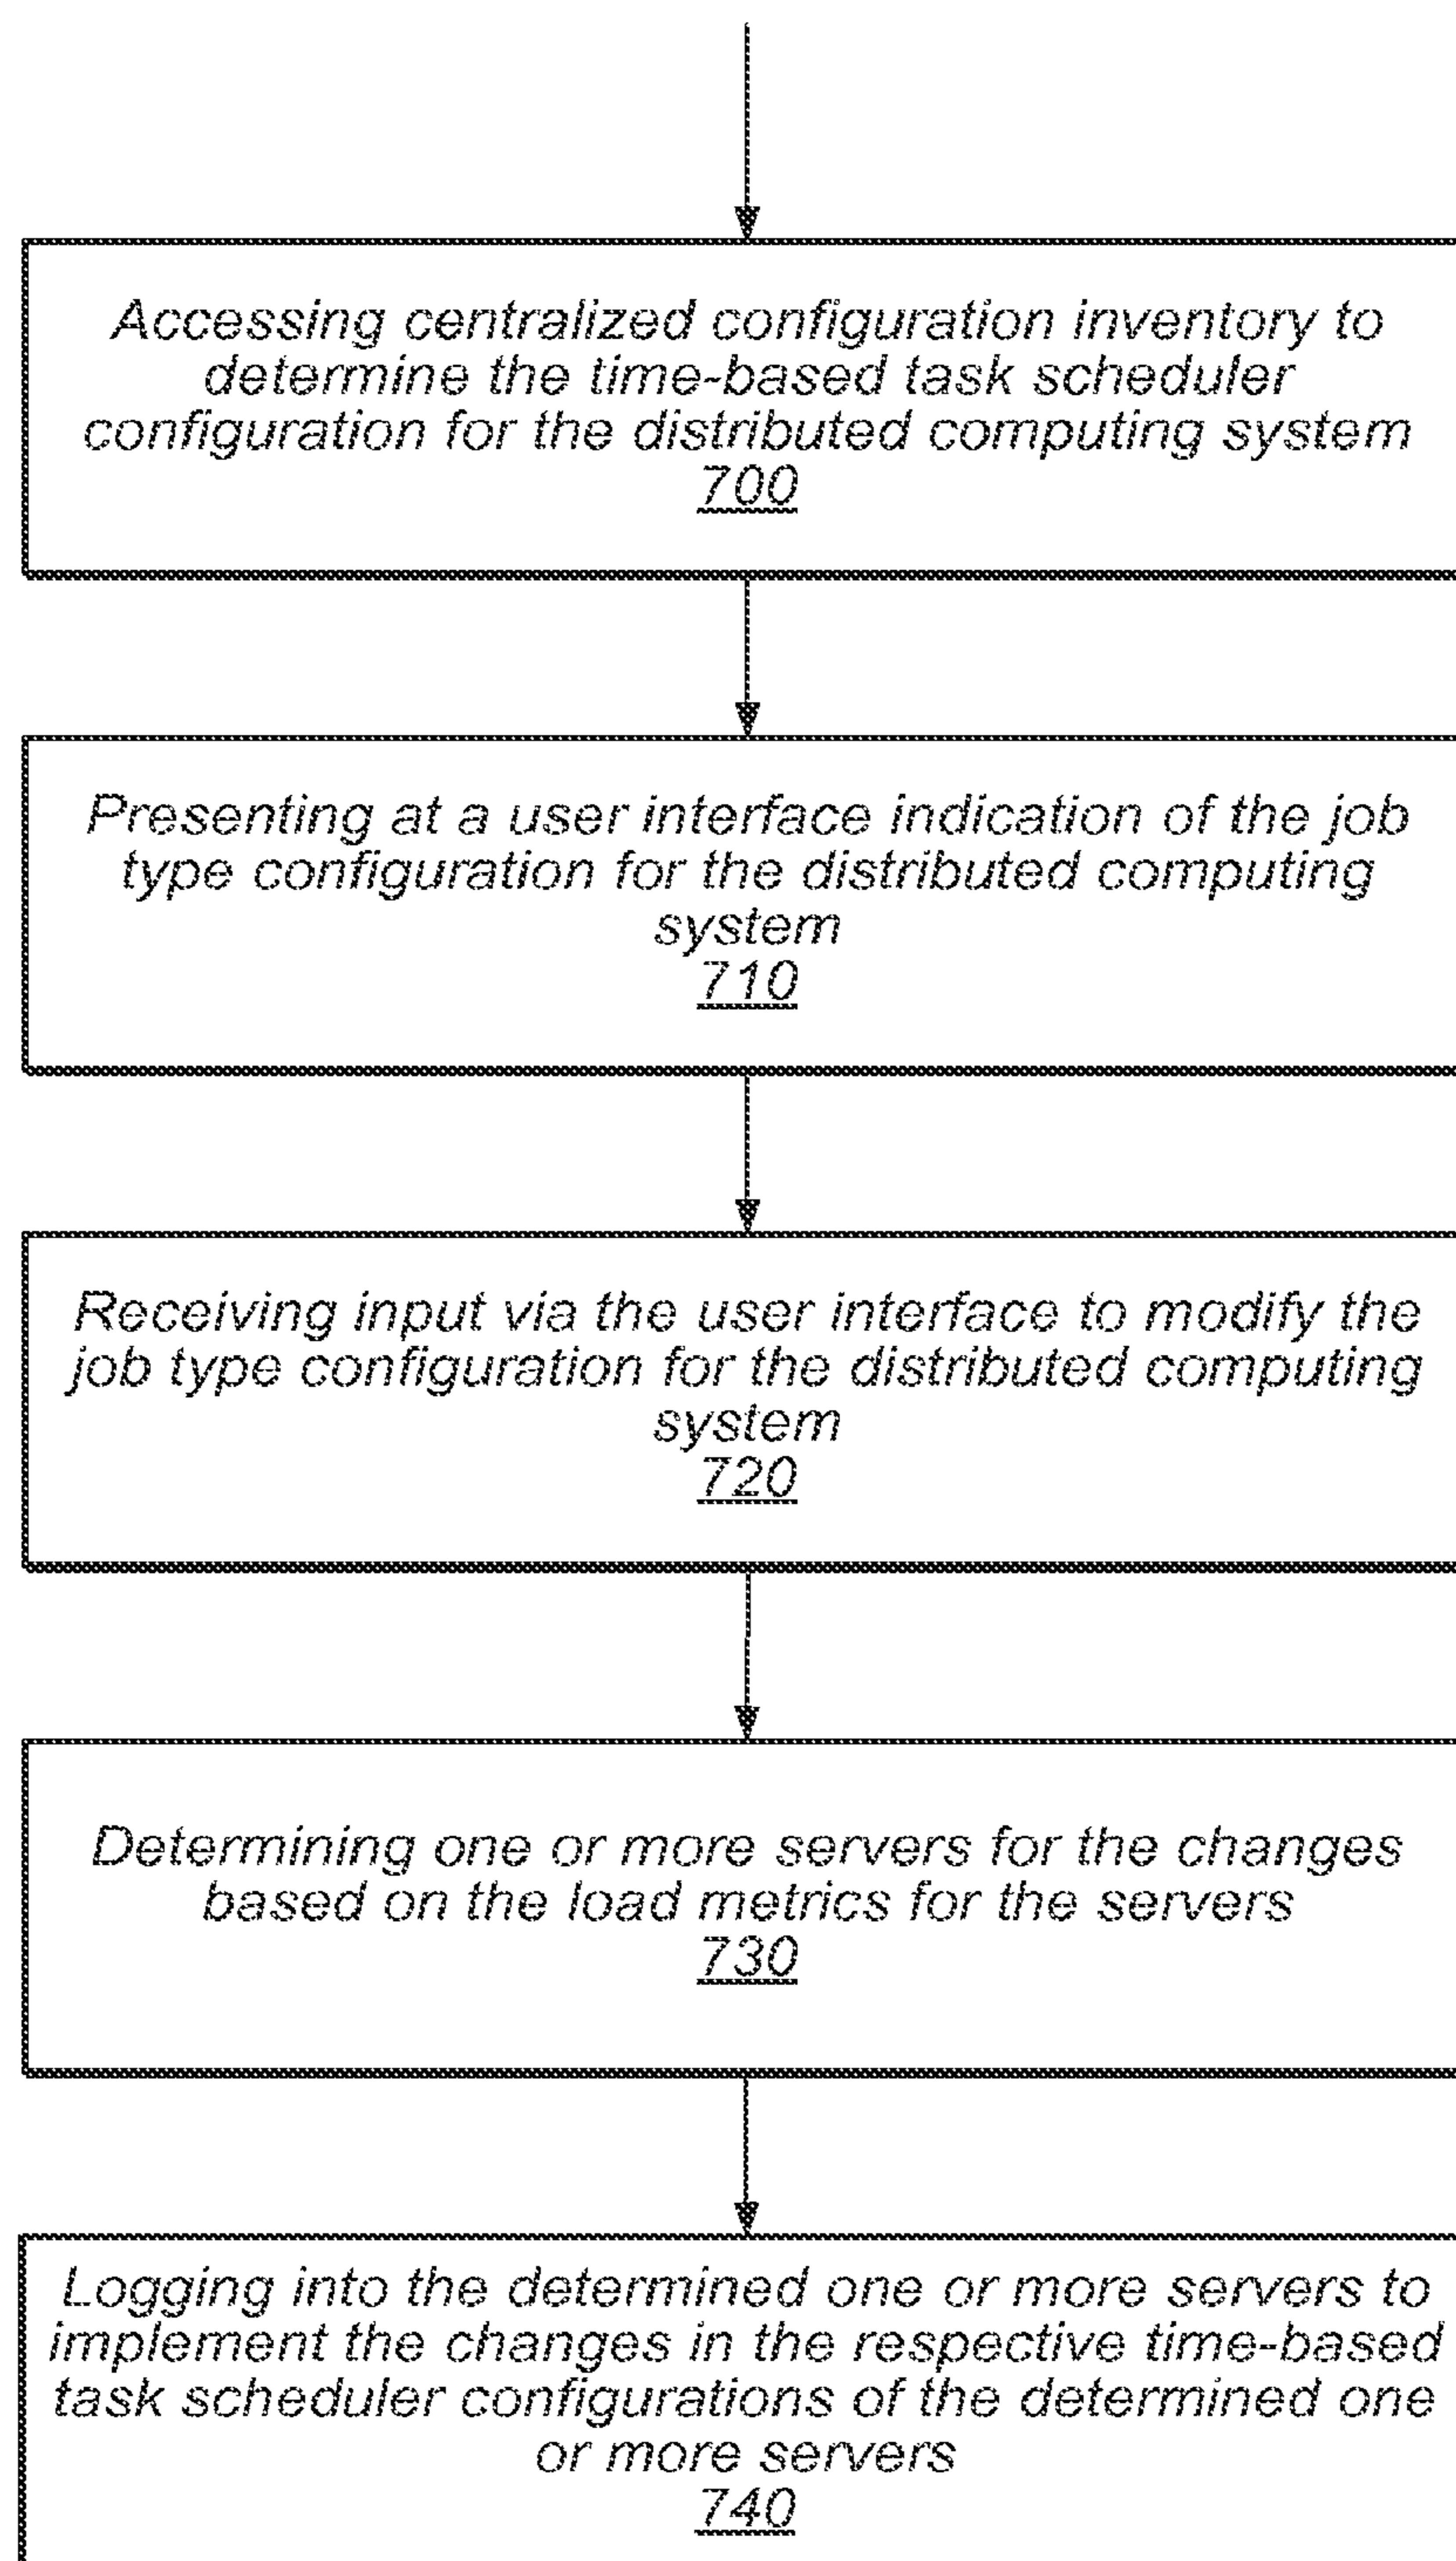 Accessing centralized configuration inventory to
determine the time-based task scheduler
configuration for the distributed computing system
700
Presenting at a user interface indication of the job
type configuration for the distributed computing
system
710
Receiving input via the user interface to modify the
job type configuration for the distributed computing
system
720
Determining one or more servers for the changes
based on the load metrics for the servers
730
Logging into the determined one or more servers to
implement the changes in the respective time-based
task scheduler configurations of the determined one
or more servers
740